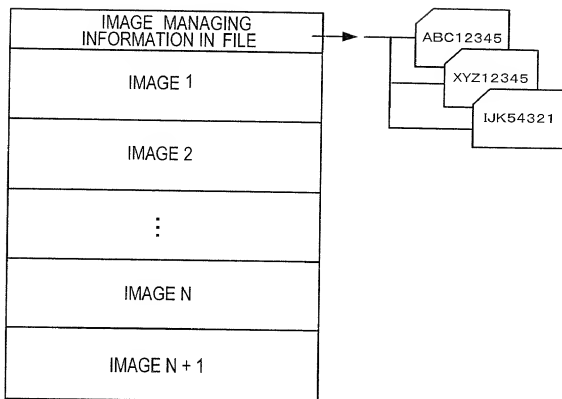 IMAGE MANAGING
INFORMATION IN FILE
IMAGE 1
IMAGE 2
⋮
IMAGE N
IMAGE N + 1
ABC12345
XYZ12345
IJK54321